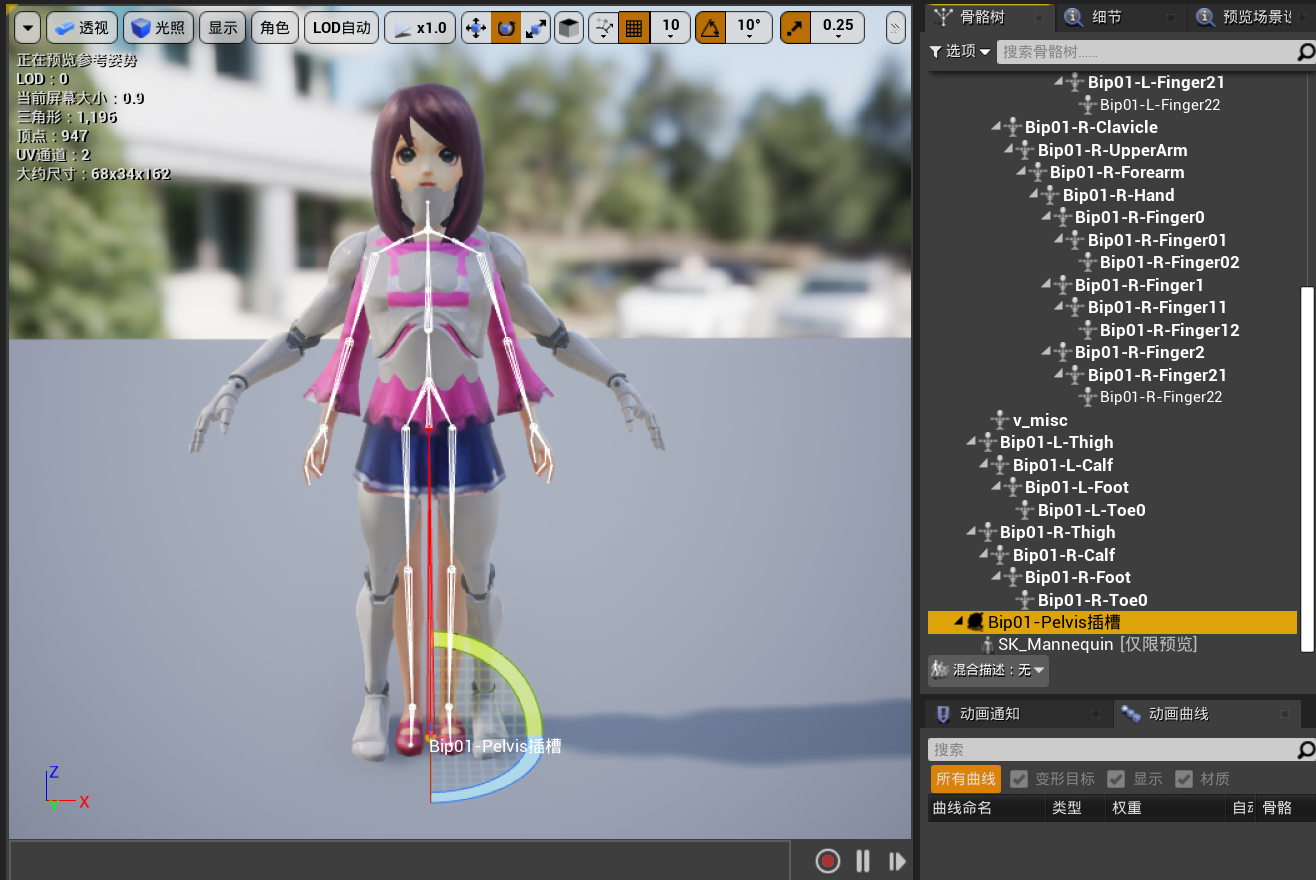 透视
光照
显示
角色
LOD自动
x1.0
10
10°
0.25
正在预览参考姿势
LOD：0
当前屏幕大小：0.9
三角形：1,196
顶点：947
UV通道：2
大约尺寸：68x34x162
Bip01-Pelvis插槽
Z
X
Y
骨骼树
细节
预览场景
选项
搜索骨骼树......
Bip01-L-Finger21
Bip01-L-Finger22
Bip01-R-Clavicle
Bip01-R-UpperArm
Bip01-R-Forearm
Bip01-R-Hand
Bip01-R-Finger0
Bip01-R-Finger01
Bip01-R-Finger02
Bip01-R-Finger1
Bip01-R-Finger11
Bip01-R-Finger12
Bip01-R-Finger2
Bip01-R-Finger21
Bip01-R-Finger22
v_misc
Bip01-L-Thigh
Bip01-L-Calf
Bip01-L-Foot
Bip01-L-Toe0
Bip01-R-Thigh
Bip01-R-Calf
Bip01-R-Foot
Bip01-R-Toe0
Bip01-Pelvis插槽
SK_Mannequin [仅限预览]
混合描述：无
动画通知
动画曲线
搜索
所有曲线
变形目标
显示
材质
曲线命名
类型
权重
自
骨骼